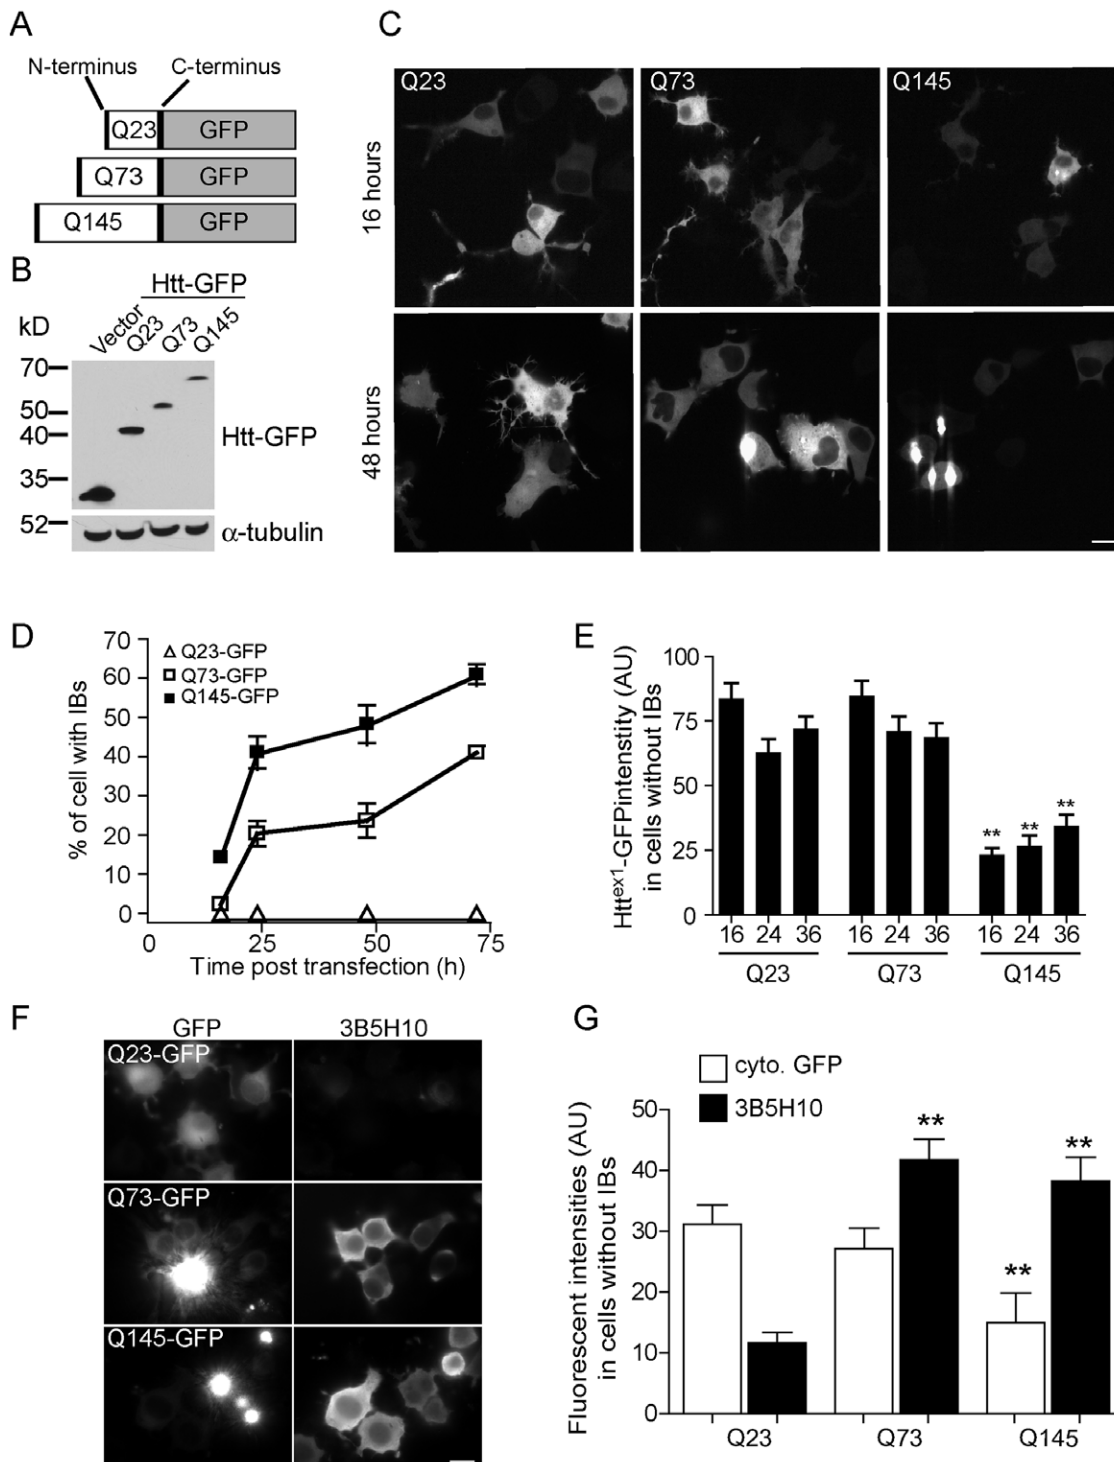 A
N-terminus
C-terminus
Q23
GFP
Q73
GFP
Q145
GFP
B
Htt-GFP
kD
Vector
Q23
Q73
Q145
70
50
40
35
52
Htt-GFP
α-tubulin
C
Q23
Q73
Q145
16 hours
48 hours
D
70
60
50
40
30
20
10
0
% of cell with IBs
Q23-GFP
Q73-GFP
Q145-GFP
0
25
50
75
Time post transfection (h)
E
Htt^ex1-GFPintenstity (AU)
in cells without IBs
100
75
50
25
0
**
**
**
16 24 36
16 24 36
16 24 36
Q23
Q73
Q145
F
GFP
3B5H10
Q23-GFP
Q73-GFP
Q145-GFP
G
cyto. GFP
3B5H10
Fluorescent intensities (AU)
in cells without IBs
50
40
30
20
10
0
**
**
**
Q23
Q73
Q145